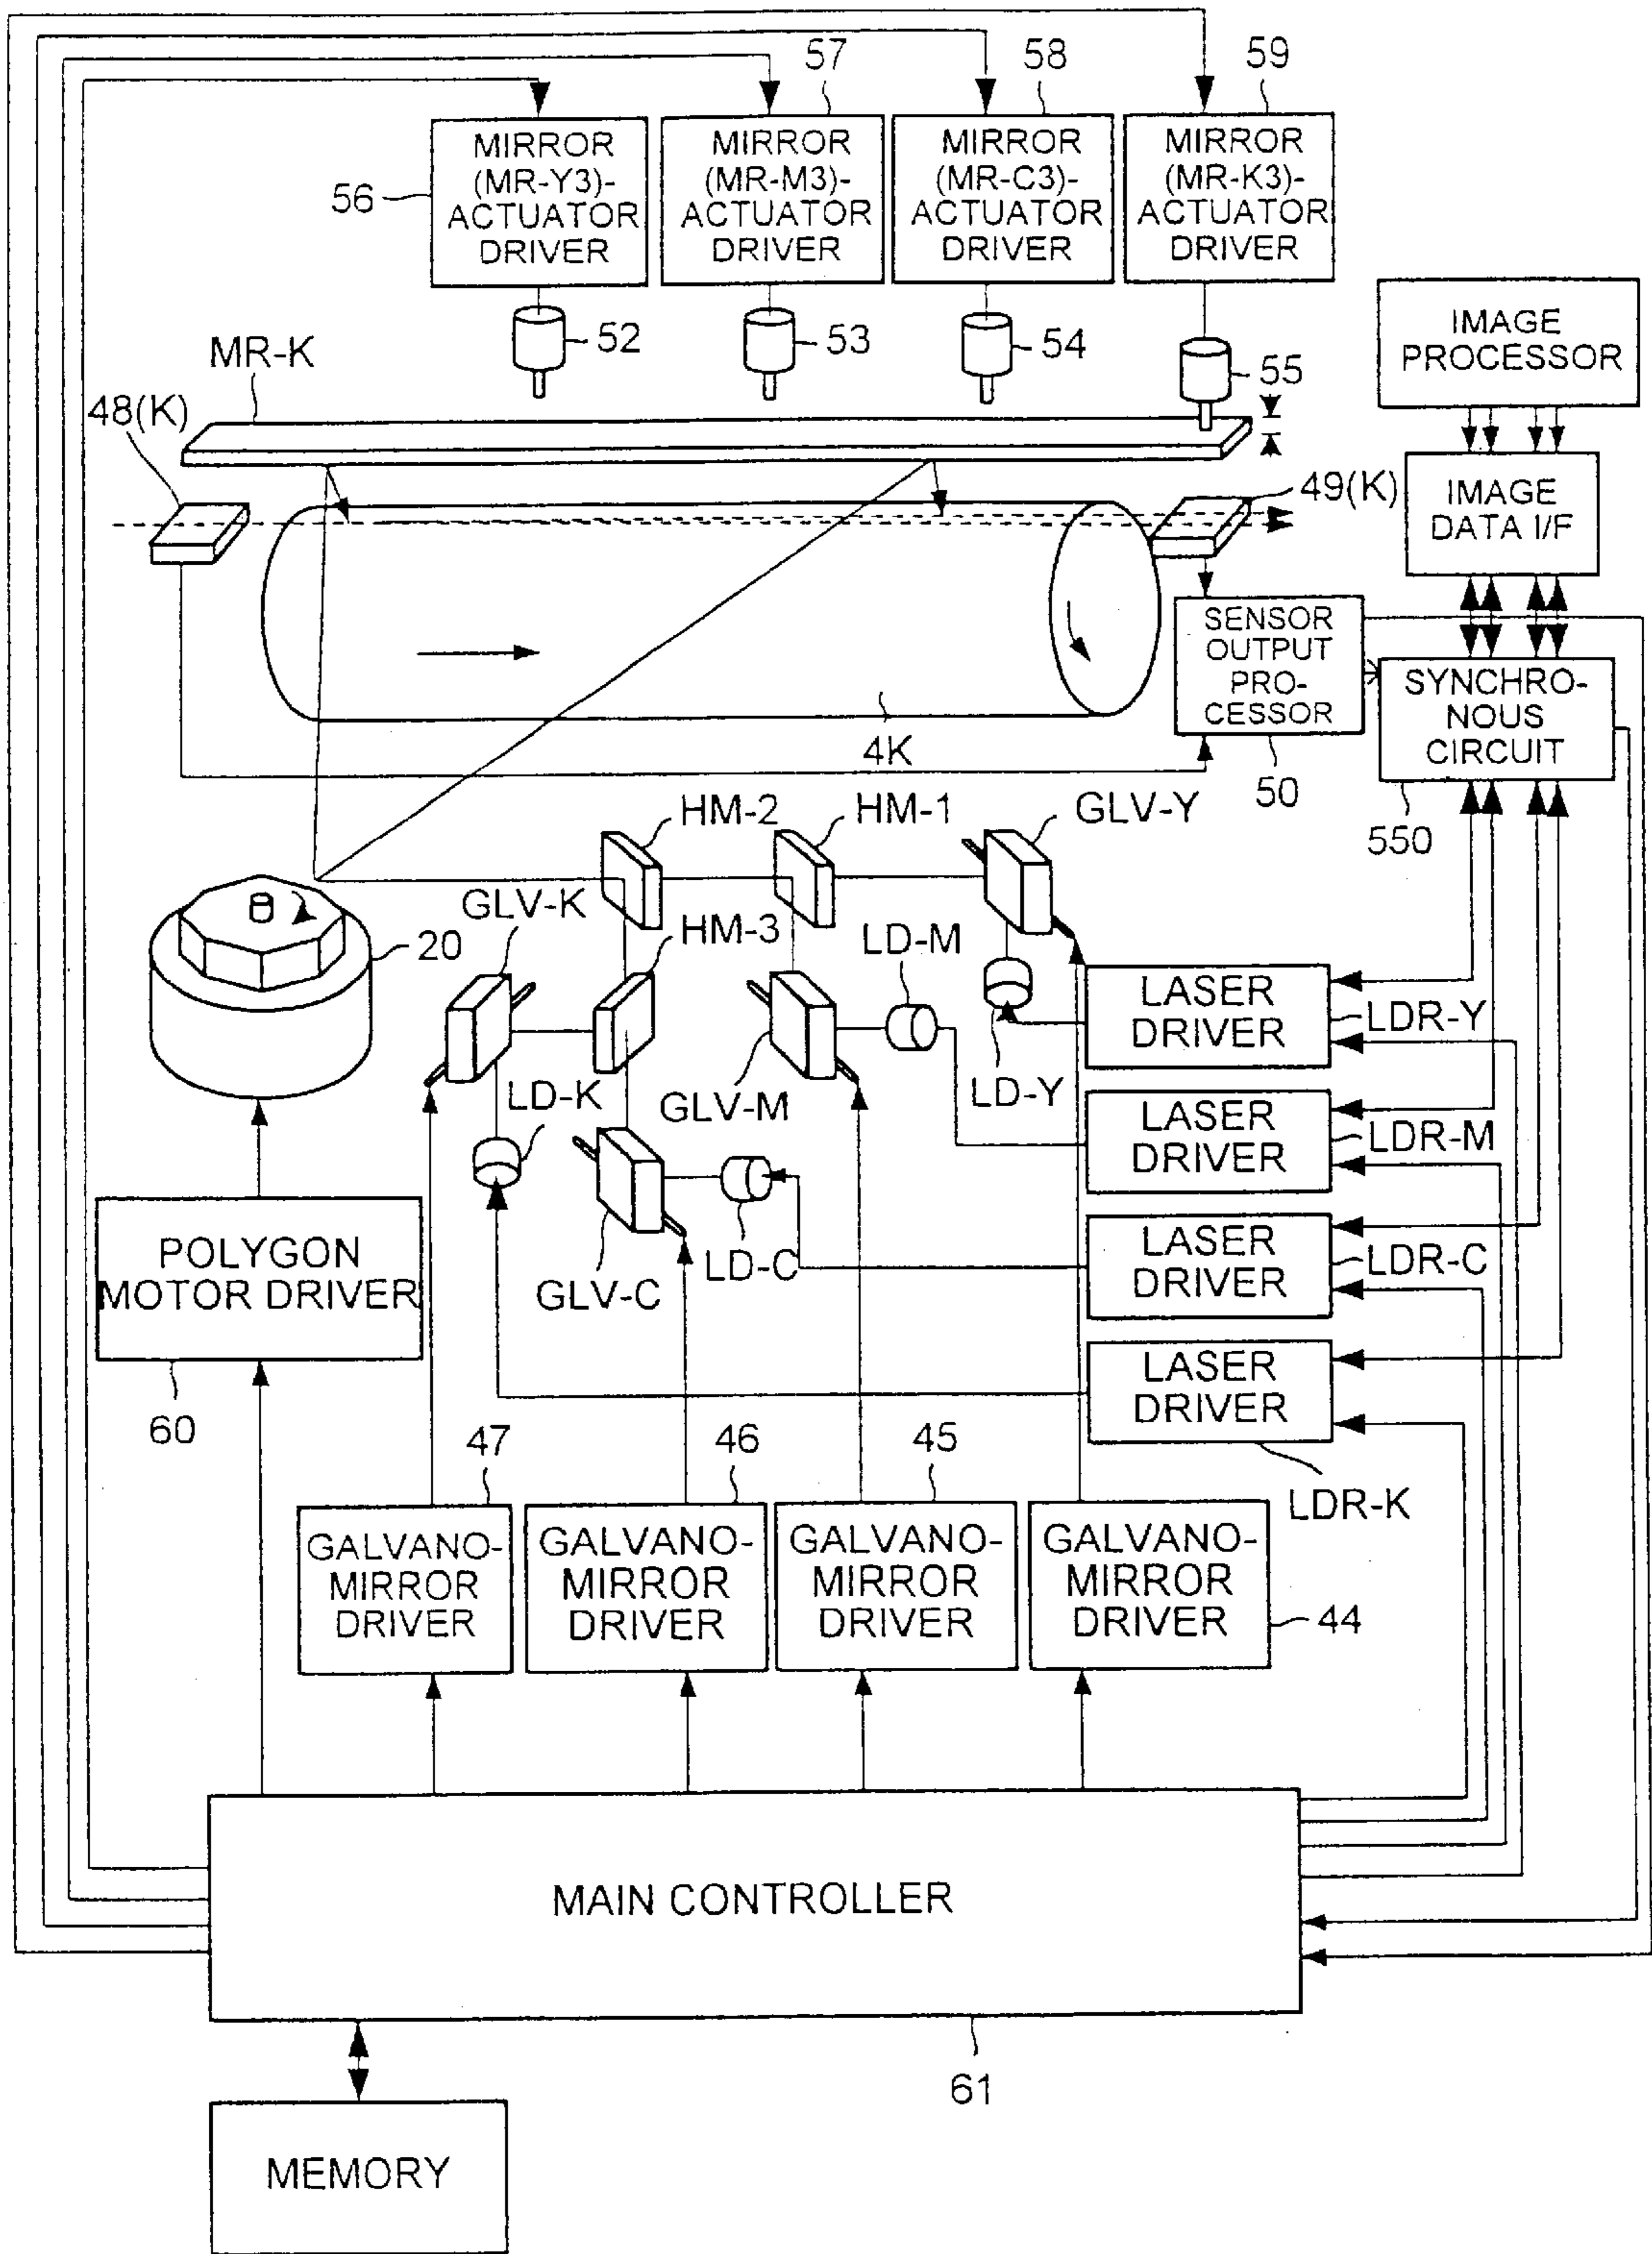 57
58
59
MIRROR
(MR-Y3)-
ACTUATOR
DRIVER
MIRROR
(MR-M3)-
ACTUATOR
DRIVER
MIRROR
(MR-C3)-
ACTUATOR
DRIVER
MIRROR
(MR-K3)-
ACTUATOR
DRIVER
56
52
53
54
55
IMAGE
PROCESSOR
MR-K
48(K)
49(K)
IMAGE
DATA I/F
SENSOR
OUTPUT
PRO-
CESSOR
SYNCHRO-
NOUS
CIRCUIT
4K
50
550
HM-2
HM-1
GLV-Y
GLV-K
HM-3
LD-M
20
LASER
DRIVER
LDR-Y
LD-K
GLV-M
LD-Y
LASER
DRIVER
LDR-M
POLYGON
MOTOR DRIVER
GLV-C
LD-C
LASER
DRIVER
LDR-C
LASER
DRIVER
60
47
46
45
LDR-K
GALVANO-
MIRROR
DRIVER
GALVANO-
MIRROR
DRIVER
GALVANO-
MIRROR
DRIVER
GALVANO-
MIRROR
DRIVER
44
MAIN CONTROLLER
61
MEMORY